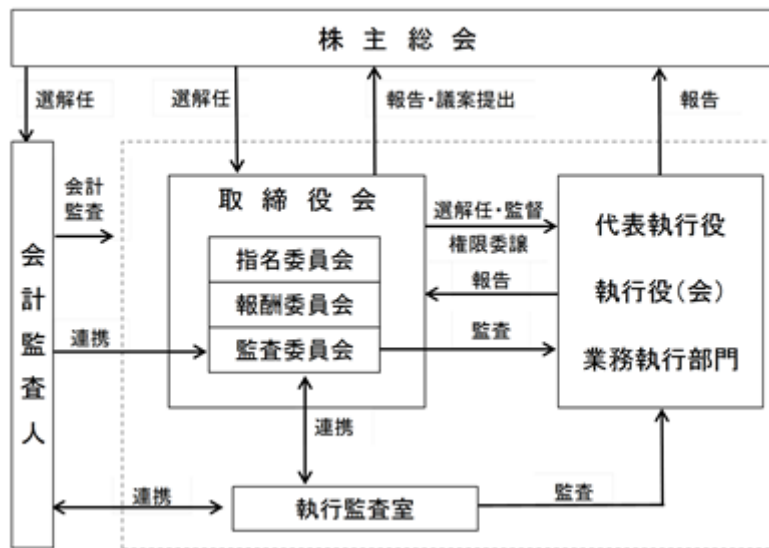 株主総会
選解任
選解任
報告・議案提出
報告
会計
監査
取締役会
選解任・監督
権限委譲
報告
代表執行役
執行役(会)
業務執行部門
指名委員会
報酬委員会
監査委員会
監査
会計監査人
連携
連携
連携
執行監査室
監査